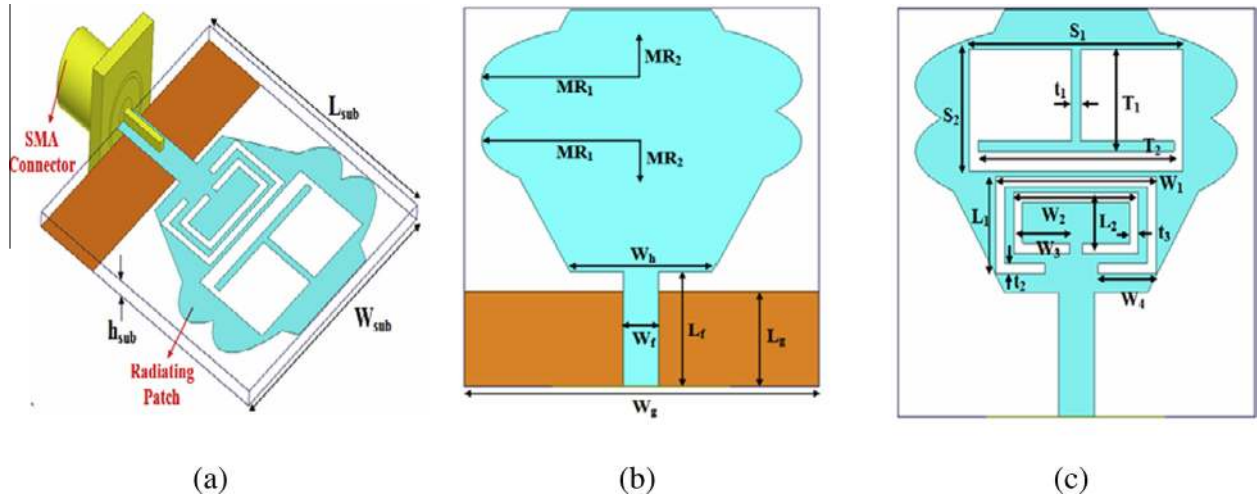 L_sub
SMA
Connector
h_sub
W_sub
Radiating
Patch
(a)
MR₂
MR₁
MR₁
MR₂
W_h
W_f
L_f
L_g
W_g
(b)
S₁
t₁
T₁
S₂
T₂
W₁
L₁
W₂
L₂
W₃
t₃
t₂
W₄
(c)